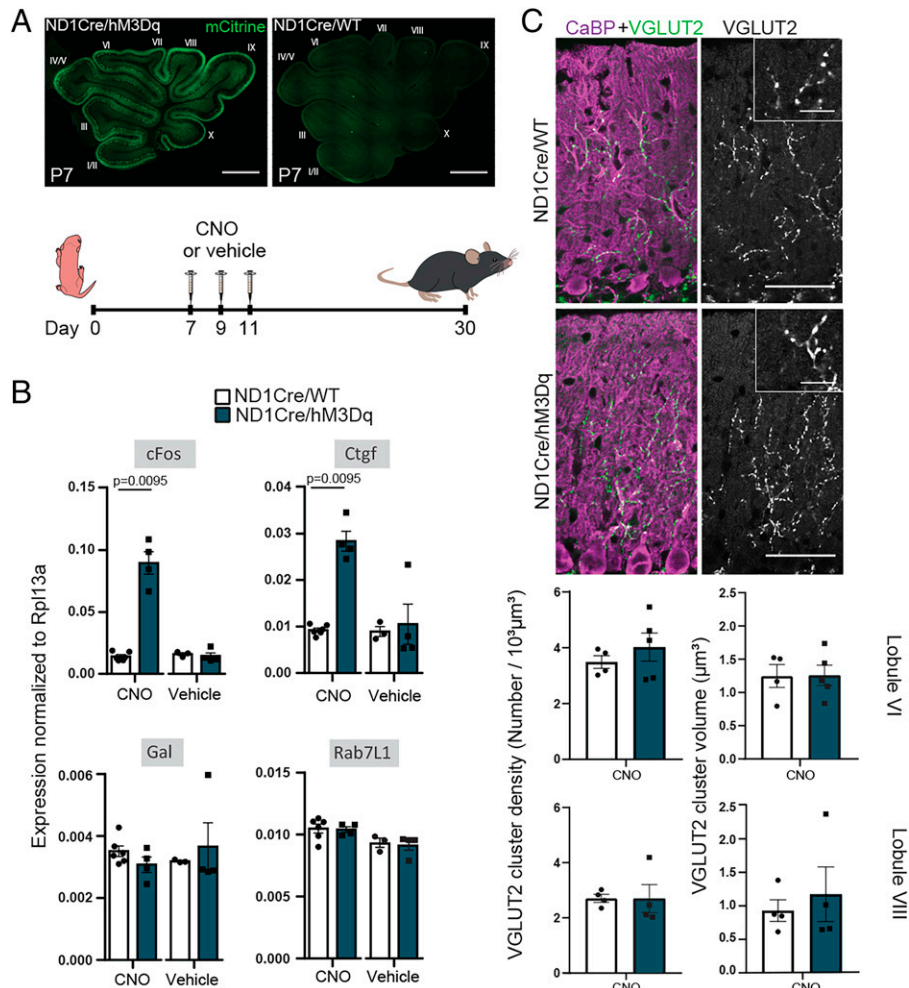 A
ND1Cre/hM3Dq mCitrine
VI VII VIII IX
IV/V
III
X
I/II
P7
ND1Cre/WT
VI VII VIII IX
IV/V
III
X
I/II
P7
CNO
or vehicle
Day 0 7 9 11 30
B
ND1Cre/WT
ND1Cre/hM3Dq
Expression normalized to Rpl13a
cFos
p=0.0095
0.15
0.10
0.05
0.00
CNO Vehicle
Ctgf
p=0.0095
0.04
0.03
0.02
0.01
0.00
CNO Vehicle
Gal
0.006
0.004
0.002
0.000
CNO Vehicle
Rab7L1
0.015
0.010
0.005
0.000
CNO Vehicle
C
CaBP+VGLUT2 VGLUT2
ND1Cre/WT
ND1Cre/hM3Dq
VGLUT2 cluster density (Number / 10³µm³)
6
4
2
0
CNO
VGLUT2 cluster volume (µm³)
2.5
2.0
1.5
1.0
0.5
0.0
CNO
Lobule VI
6
4
2
0
CNO
2.5
2.0
1.5
1.0
0.5
0.0
CNO
Lobule VIII